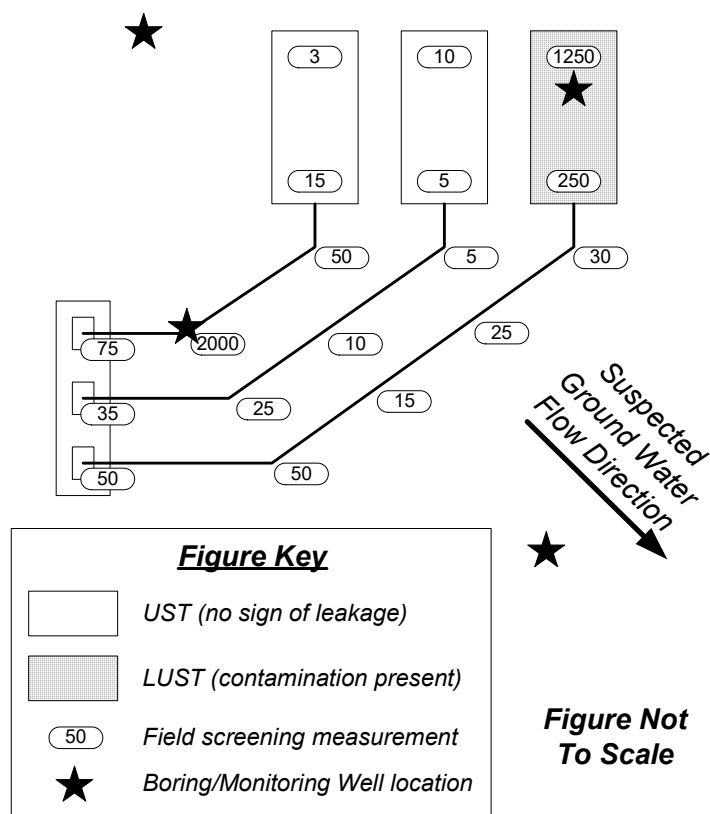 3
10
1250
15
5
250
50
5
30
75
2000
10
25
35
25
15
50
50
Suspected
Ground Water
Flow Direction
Figure Key
UST (no sign of leakage)
LUST (contamination present)
50
Field screening measurement
Boring/Monitoring Well location
Figure Not
To Scale